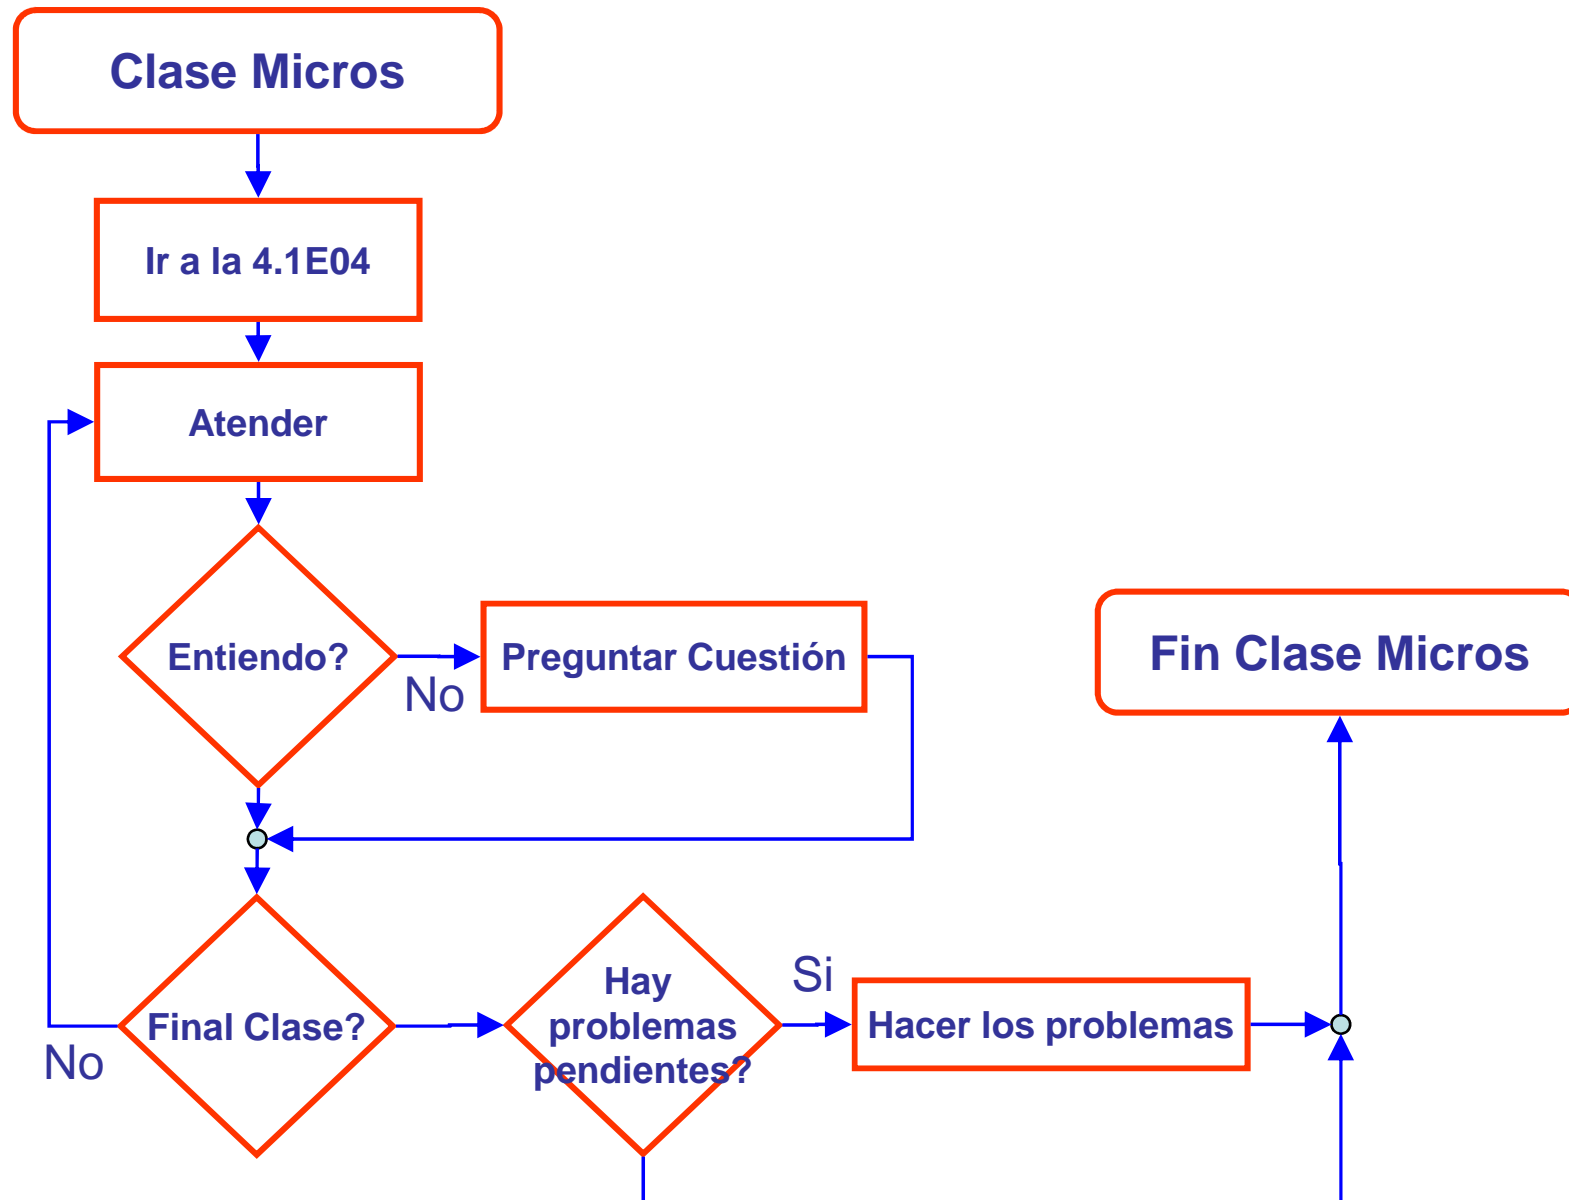 Clase Micros
Ir a la 4.1E04
Atender
Entiendo?
No
Preguntar Cuestión
Fin Clase Micros
Final Clase?
No
Hay
problemas
pendientes?
Si
Hacer los problemas